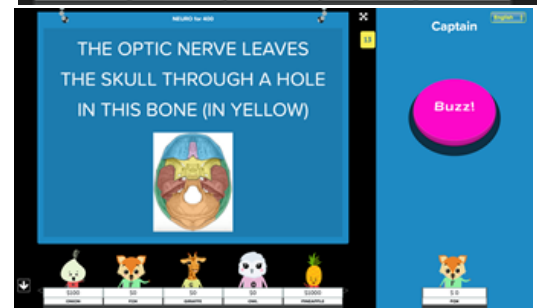 NEURO for 400
THE OPTIC NERVE LEAVES
THE SKULL THROUGH A HOLE
IN THIS BONE (IN YELLOW)
13
Captain
English
Buzz!
$100
$0
$0
$0
$1000
ONION
FOX
GIRAFFE
OWL
PINEAPPLE
$ 0
FOX